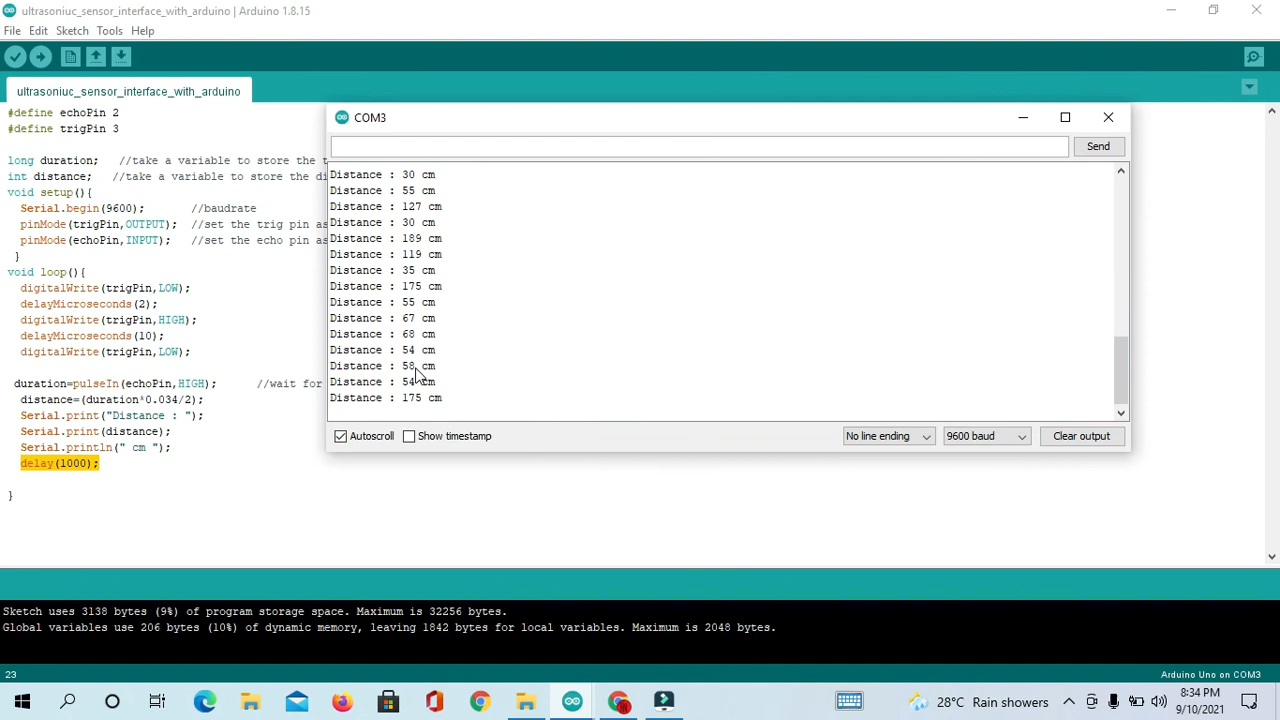 ultrasoniuc_sensor_interface_with_arduino | Arduino 1.8.15
File Edit Sketch Tools Help
ultrasoniuc_sensor_interface_with_arduino
#define echoPin 2
#define trigPin 3
long duration; //take a variable to store the t
int distance; //take a variable to store the di
void setup(){
Serial.begin(9600); //baudrate
pinMode(trigPin,OUTPUT); //set the trig pin as
pinMode(echoPin,INPUT); //set the echo pin as
}
void loop(){
digitalWrite(trigPin,LOW);
delayMicroseconds(2);
digitalWrite(trigPin,HIGH);
delayMicroseconds(10);
digitalWrite(trigPin,LOW);
duration=pulseIn(echoPin,HIGH); //wait for
distance=(duration*0.034/2);
Serial.print("Distance : ");
Serial.print(distance);
Serial.println(" cm ");
delay(1000);
}
COM3
Send
Distance : 30 cm
Distance : 55 cm
Distance : 127 cm
Distance : 30 cm
Distance : 189 cm
Distance : 119 cm
Distance : 35 cm
Distance : 175 cm
Distance : 55 cm
Distance : 67 cm
Distance : 68 cm
Distance : 54 cm
Distance : 58 cm
Distance : 54 cm
Distance : 175 cm
Autoscroll Show timestamp No line ending 9600 baud Clear output
Sketch uses 3138 bytes (9%) of program storage space. Maximum is 32256 bytes.
Global variables use 206 bytes (10%) of dynamic memory, leaving 1842 bytes for local variables. Maximum is 2048 bytes.
23 Arduino Uno on COM3
28°C Rain showers
8:34 PM
9/10/2021